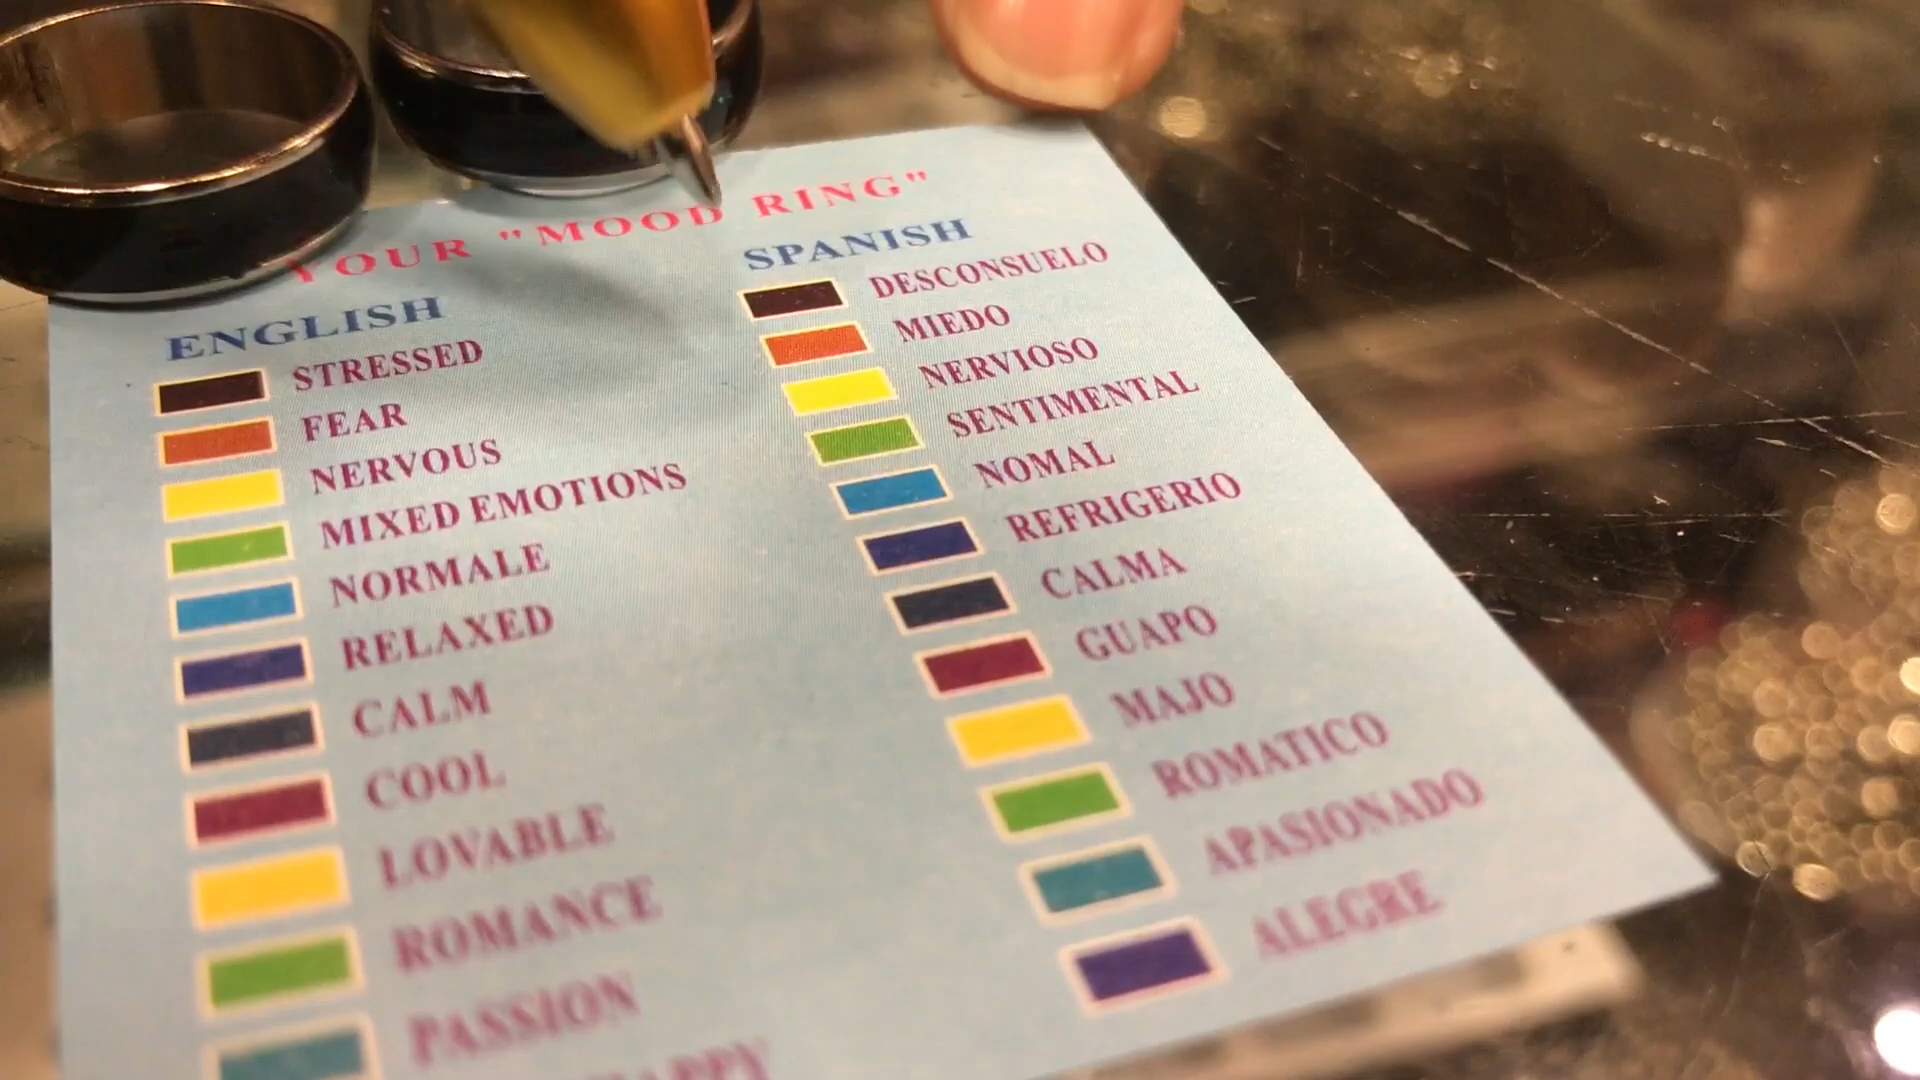 YOUR "MOOD RING"
ENGLISH
STRESSED
FEAR
NERVOUS
MIXED EMOTIONS
NORMALE
RELAXED
CALM
COOL
LOVABLE
ROMANCE
PASSION
SPANISH
DESCONSUELO
MIEDO
NERVIOSO
SENTIMENTAL
NOMAL
REFRIGERIO
CALMA
GUAPO
MAJO
ROMATICO
APASIONADO
ALEGRE